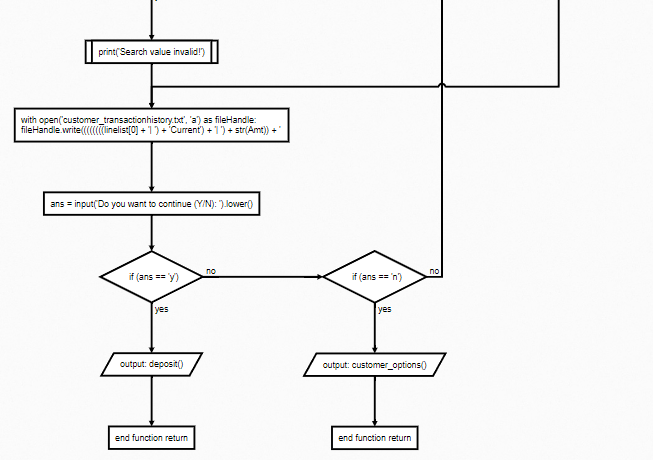 print('Search value invalid!')
with open('customer_transactionhistory.txt', 'a') as fileHandle:
fileHandle.write((((((((linelist[0] + '| ') + 'Current') + '| ') + str(Amt)) + '
ans = input('Do you want to continue (Y/N): ').lower()
if (ans == 'y')
no
if (ans == 'n')
no
yes
yes
output: deposit()
output: customer_options()
end function return
end function return